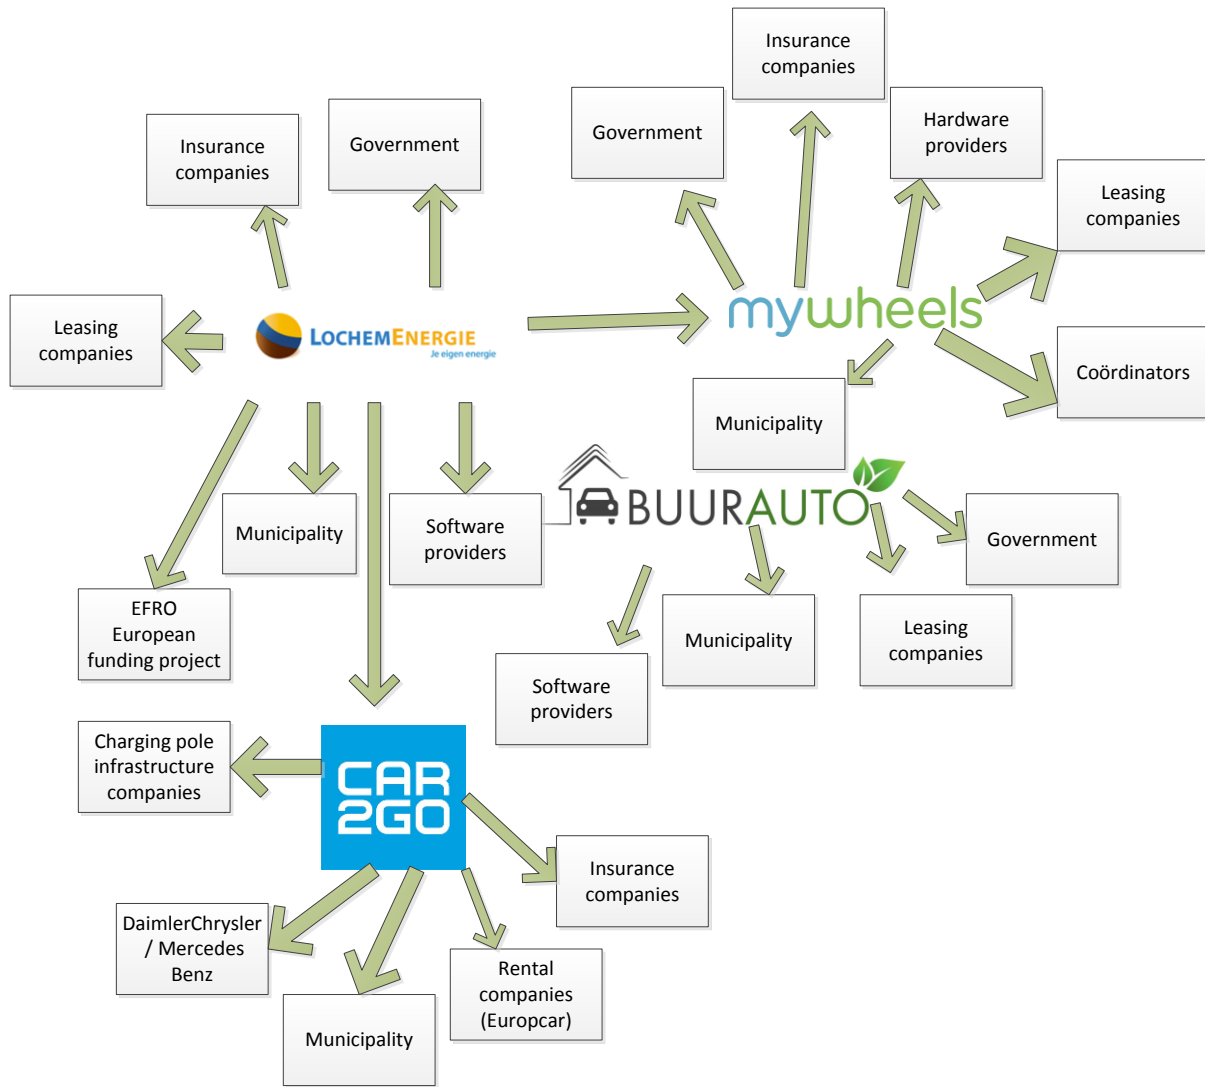 Insurance
companies
Government
Insurance
companies
Government
Hardware
providers
Leasing
companies
Leasing
companies
LOCHEMENERGIE
Je eigen energie
mywheels
Coördinators
Municipality
Municipality
Software
providers
BUURAUTO
Government
EFRO
European
funding project
Software
providers
Municipality
Leasing
companies
Charging pole
infrastructure
companies
CAR
2GO
Insurance
companies
DaimlerChrysler
/ Mercedes
Benz
Municipality
Rental
companies
(Europcar)